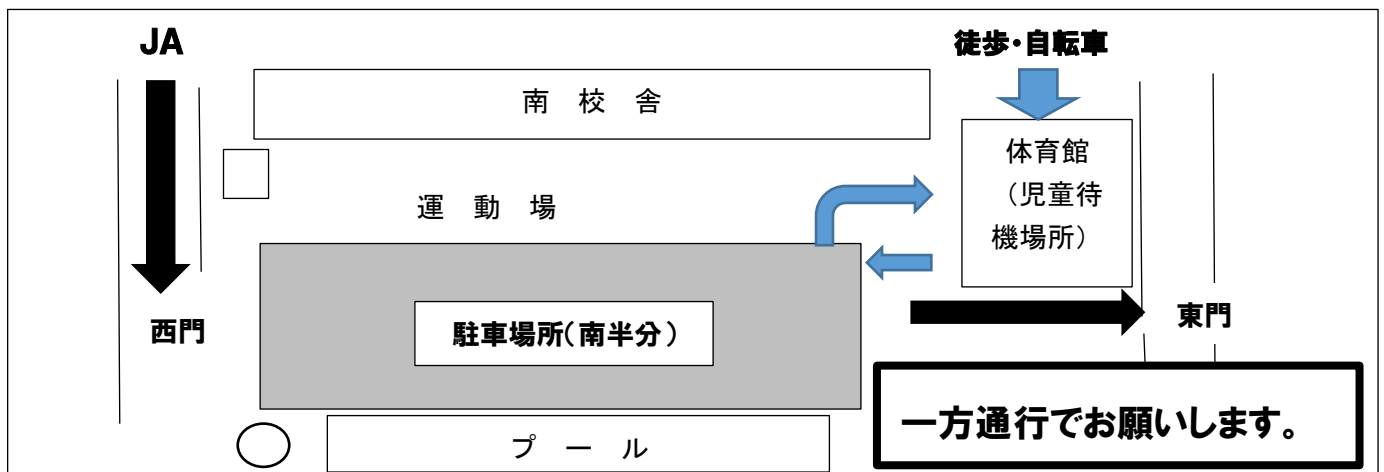 JA
徒歩・自転車
南 校 舎
体育館
（児童待
機場所）
運 動 場
西門
駐車場所（南半分）
東門
一方通行でお願いします。
プ ー ル